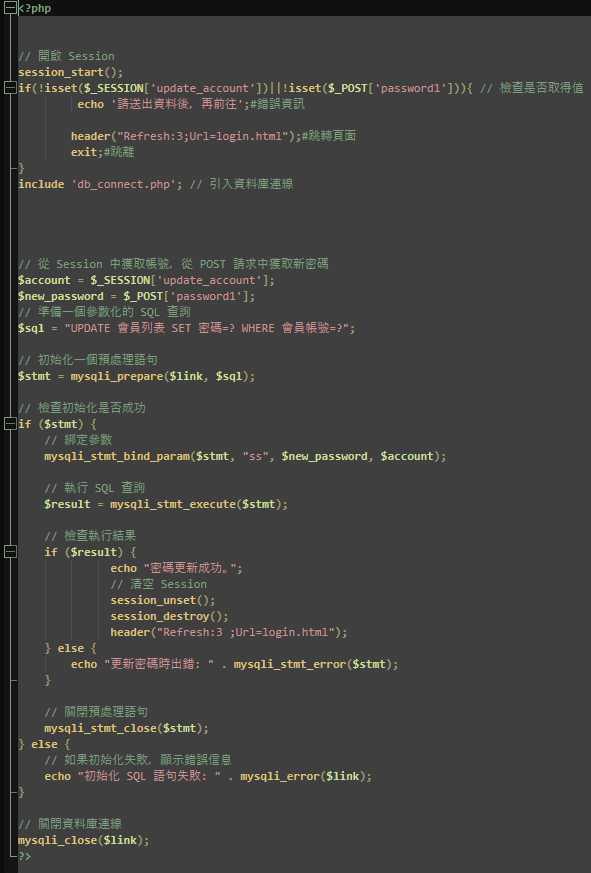 <?php
// 開啟 Session
session_start();
if(!isset($_SESSION['update_account'])||!isset($_POST['password1'])){ // 檢查是否取得值
echo '請送出資料後，再前往';#錯誤資訊
header("Refresh:3;Url=login.html");#跳轉頁面
exit;#跳離
}
include 'db_connect.php'; // 引入資料庫連線
// 從 Session 中獲取帳號，從 POST 請求中獲取新密碼
$account = $_SESSION['update_account'];
$new_password = $_POST['password1'];
// 準備一個參數化的 SQL 查詢
$sql = "UPDATE 會員列表 SET 密碼=? WHERE 會員帳號=?";
// 初始化一個預處理語句
$stmt = mysqli_prepare($link, $sql);
// 檢查初始化是否成功
if ($stmt) {
// 綁定參數
mysqli_stmt_bind_param($stmt, "ss", $new_password, $account);
// 執行 SQL 查詢
$result = mysqli_stmt_execute($stmt);
// 檢查執行結果
if ($result) {
echo "密碼更新成功。";
// 清空 Session
session_unset();
session_destroy();
header("Refresh:3 ;Url=login.html");
} else {
echo "更新密碼時出錯: " . mysqli_stmt_error($stmt);
}
// 關閉預處理語句
mysqli_stmt_close($stmt);
} else {
// 如果初始化失敗，顯示錯誤信息
echo "初始化 SQL 語句失敗: " . mysqli_error($link);
}
// 關閉資料庫連線
mysqli_close($link);
?>